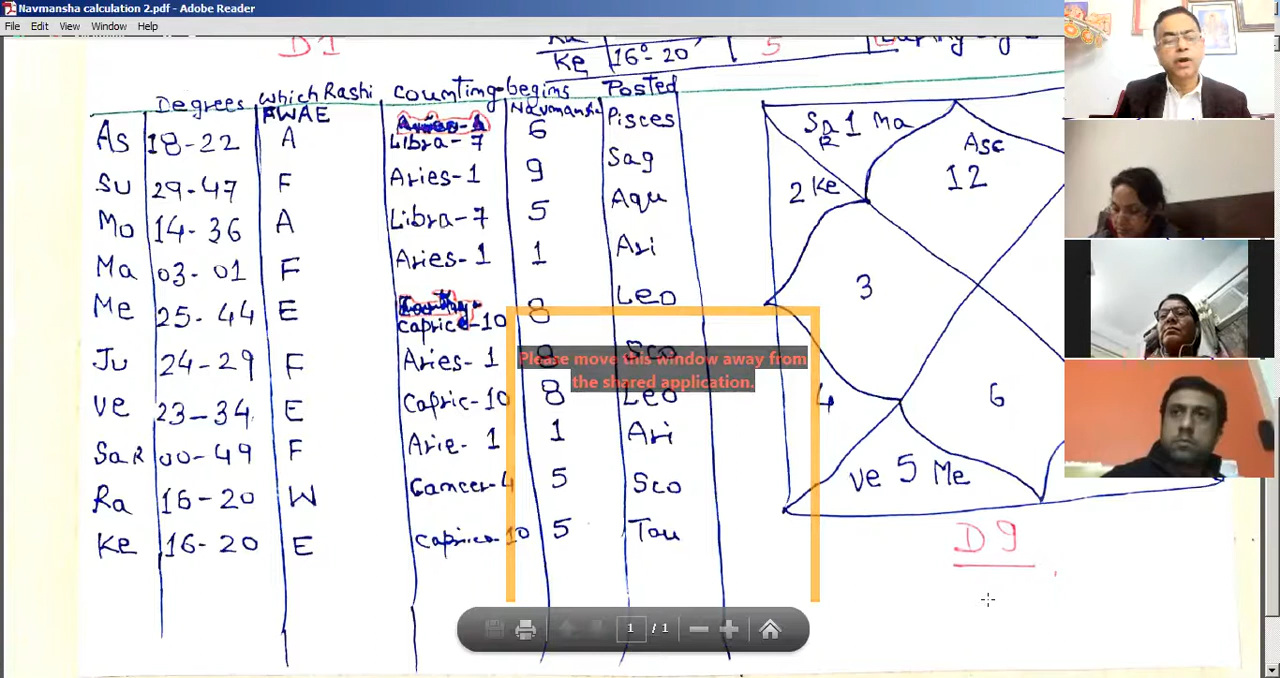 Navmansha calculation 2.pdf - Adobe Reader
File Edit View Window Help
D1
Ke 16°-20' 5
Degrees which Rashi counting begins Posted
FWAE Navmansha
As 18-22 A Libra-7 6 Pisces
Su 29-47 F Aries-1 9 Sag
Mo 14-36 A Libra-7 5 Aqu
Ma 03-01 F Aries-1 1 Ari
Me 25-44 E Capric-10 8 Leo
Ju 24-29 F Aries-1 Sco
Ve 23-34 E Capric-10 8 Leo
SaR 00-49 F Arie-1 1 Ari
Ra 16-20 W Cancer-4 5 Sco
Ke 16-20 E Capric-10 5 Tau
Please move this window away from
the shared application.
Sa 1 Ma
R
Asc
12
2 Ke
3
4
6
Ve 5 Me
D9
1 / 1